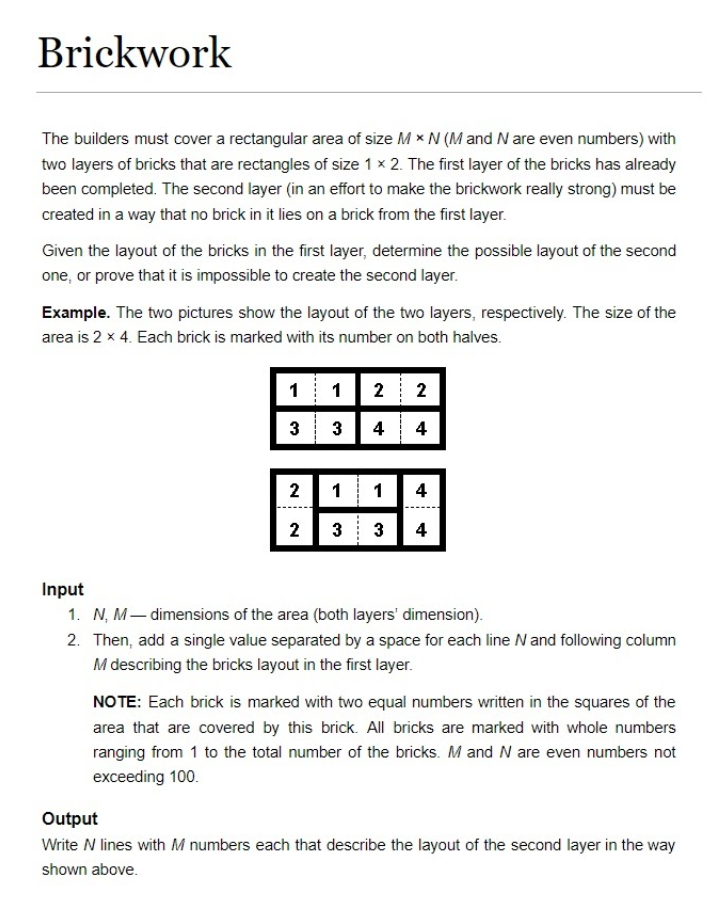 Brickwork
The builders must cover a rectangular area of size M × N (M and N are even numbers) with
two layers of bricks that are rectangles of size 1 × 2. The first layer of the bricks has already
been completed. The second layer (in an effort to make the brickwork really strong) must be
created in a way that no brick in it lies on a brick from the first layer.
Given the layout of the bricks in the first layer, determine the possible layout of the second
one, or prove that it is impossible to create the second layer.
Example. The two pictures show the layout of the two layers, respectively. The size of the
area is 2 × 4. Each brick is marked with its number on both halves.
1 1 2 2
3 3 4 4
2 1 1 4
2 3 3 4
Input
1. N, M — dimensions of the area (both layers' dimension).
2. Then, add a single value separated by a space for each line N and following column
M describing the bricks layout in the first layer.
NOTE: Each brick is marked with two equal numbers written in the squares of the
area that are covered by this brick. All bricks are marked with whole numbers
ranging from 1 to the total number of the bricks. M and N are even numbers not
exceeding 100.
Output
Write N lines with M numbers each that describe the layout of the second layer in the way
shown above.